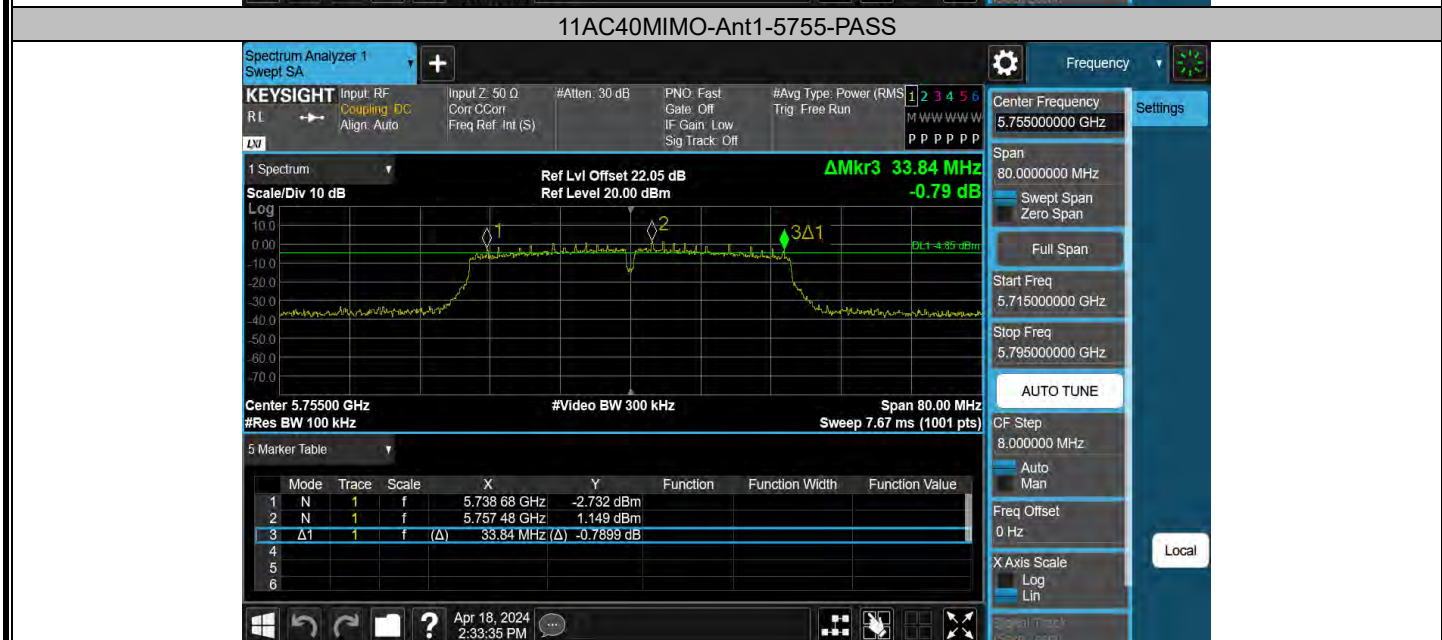 11AC40MIMO-Ant1-5755-PASS
Spectrum Analyzer 1
Swept SA
Frequency
KEYSIGHT
RL
LXI
Input: RF
Coupling: DC
Align: Auto
Input Z: 50 Ω
Corr CCorr
Freq Ref: Int (S)
#Atten: 30 dB
PNO: Fast
Gate: Off
IF Gain: Low
Sig Track: Off
#Avg Type: Power (RMS
Trig: Free Run
1 2 3 4 5 6
M W W W W W
P P P P P P
Center Frequency
5.755000000 GHz
Settings
1 Spectrum
Scale/Div 10 dB
Ref Lvl Offset 22.05 dB
Ref Level 20.00 dBm
ΔMkr3 33.84 MHz
-0.79 dB
Span
80.0000000 MHz
Swept Span
Zero Span
Full Span
Start Freq
5.715000000 GHz
Stop Freq
5.795000000 GHz
AUTO TUNE
CF Step
8.000000 MHz
Auto
Man
Freq Offset
0 Hz
X Axis Scale
Log
Lin
Local
Log
10.0
0.00
-10.0
-20.0
-30.0
-40.0
-50.0
-60.0
-70.0
1
2
3Δ1
DL1 -4.85 dBm
Center 5.75500 GHz
#Video BW 300 kHz
Span 80.00 MHz
#Res BW 100 kHz
Sweep 7.67 ms (1001 pts)
5 Marker Table
Mode Trace Scale X Y Function Function Width Function Value
1 N 1 f 5.738 68 GHz -2.732 dBm
2 N 1 f 5.757 48 GHz 1.149 dBm
3 Δ1 1 f (Δ) 33.84 MHz (Δ) -0.7899 dB
4
5
6
?
Apr 18, 2024
2:33:35 PM